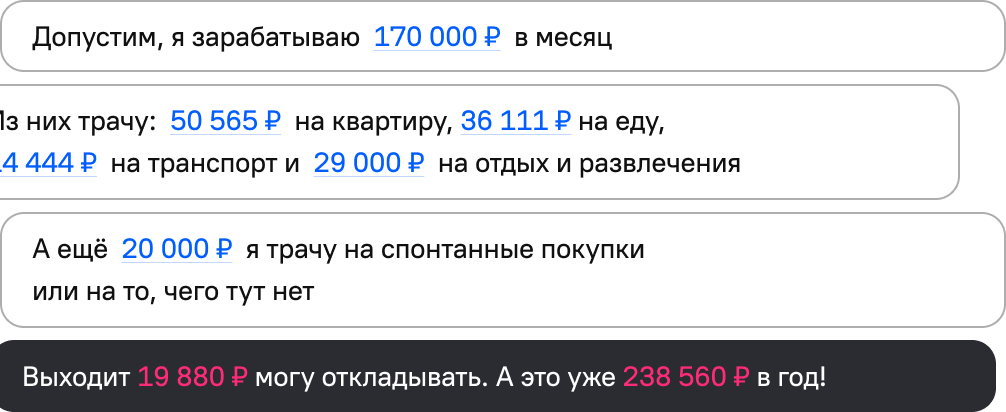 Допустим, я зарабатываю 170 000 ₽ в месяц
Из них трачу: 50 565 ₽ на квартиру, 36 111 ₽ на еду,
14 444 ₽ на транспорт и 29 000 ₽ на отдых и развлечения
А ещё 20 000 ₽ я трачу на спонтанные покупки
или на то, чего тут нет
Выходит 19 880 ₽ могу откладывать. А это уже 238 560 ₽ в год!